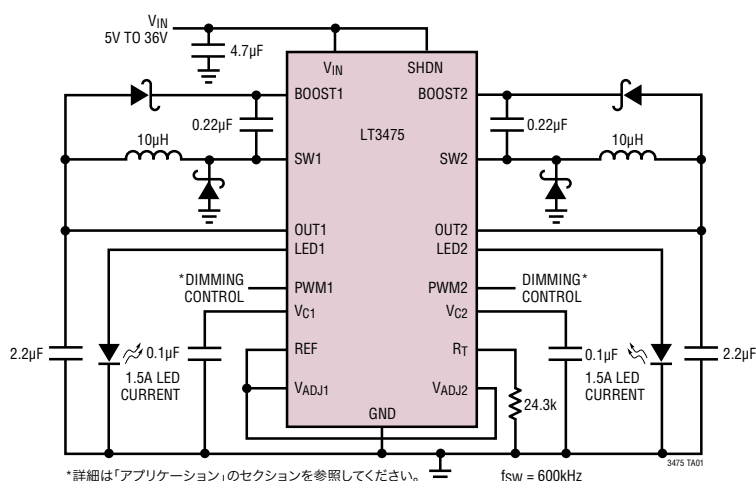 VIN
5V TO 36V
4.7µF
VIN
SHDN
BOOST1
BOOST2
LT3475
0.22µF
0.22µF
10µH
10µH
SW1
SW2
OUT1
OUT2
LED1
LED2
*DIMMING
CONTROL
PWM1
PWM2
DIMMING*
CONTROL
VC1
VC2
2.2µF
0.1µF
REF
RT
0.1µF
2.2µF
1.5A LED
CURRENT
1.5A LED
CURRENT
VADJ1
VADJ2
24.3k
GND
3475 TA01
*詳細は「アプリケーション」のセクションを参照してください。
fSW = 600kHz